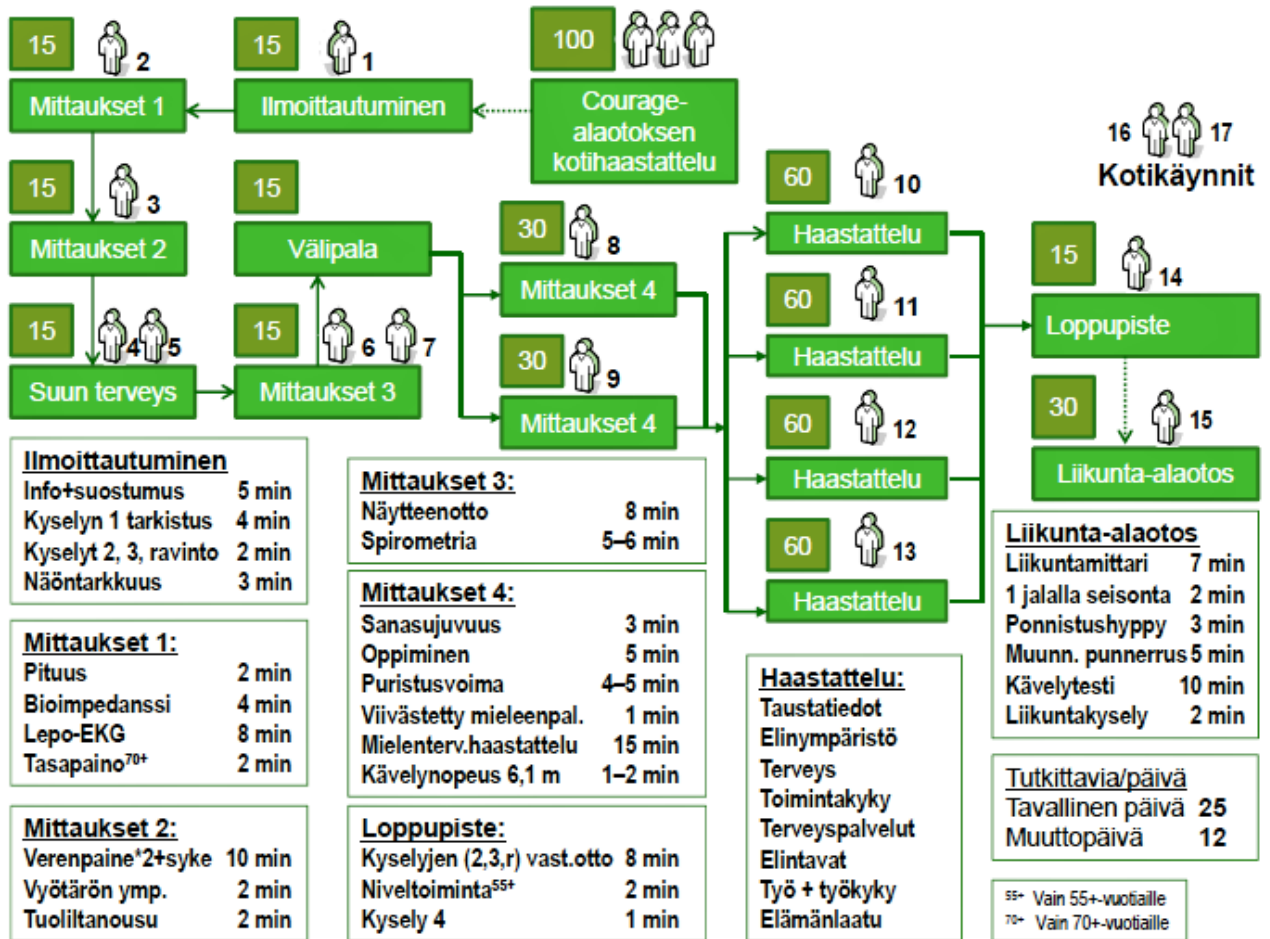 15
2
Mittaukset 1
15
1
Ilmoittautuminen
100
Courage-
alaotoksen
kotihaastattelu
16
17
Kotikäynnit
15
3
Mittaukset 2
15
Välipala
30
8
Mittaukset 4
60
10
Haastattelu
15
14
Loppupiste
15
4
5
Suun terveys
15
6
7
Mittaukset 3
30
9
Mittaukset 4
60
11
Haastattelu
60
12
Haastattelu
60
13
Haastattelu
30
15
Liikunta-alaotos
Ilmoittautuminen
Info+suostumus 5 min
Kyselyn 1 tarkistus 4 min
Kyselyt 2, 3, ravinto 2 min
Näöntarkkuus 3 min
Mittaukset 1:
Pituus 2 min
Bioimpedanssi 4 min
Lepo-EKG 8 min
Tasapaino70+ 2 min
Mittaukset 2:
Verenpaine*2+syke 10 min
Vyötärön ymp. 2 min
Tuoliltanousu 2 min
Mittaukset 3:
Näytteenotto 8 min
Spirometria 5–6 min
Mittaukset 4:
Sanasujuvuus 3 min
Oppiminen 5 min
Puristusvoima 4–5 min
Viivästetty mieleenpal. 1 min
Mielenterv.haastattelu 15 min
Kävelynopeus 6,1 m 1–2 min
Loppupiste:
Kyselyjen (2,3,r) vast.otto 8 min
Niveltoiminta55+ 2 min
Kysely 4 1 min
Haastattelu:
Taustatiedot
Elinympäristö
Terveys
Toimintakyky
Terveyspalvelut
Elintavat
Työ + työkyky
Elämänlaatu
Liikunta-alaotos
Liikuntamittari 7 min
1 jalalla seisonta 2 min
Ponnistushyppy 3 min
Muunn. punnerrus 5 min
Kävelytesti 10 min
Liikuntakysely 2 min
Tutkittavia/päivä
Tavallinen päivä 25
Muuttopäivä 12
55+ Vain 55+-vuotiaille
70+ Vain 70+-vuotiaille